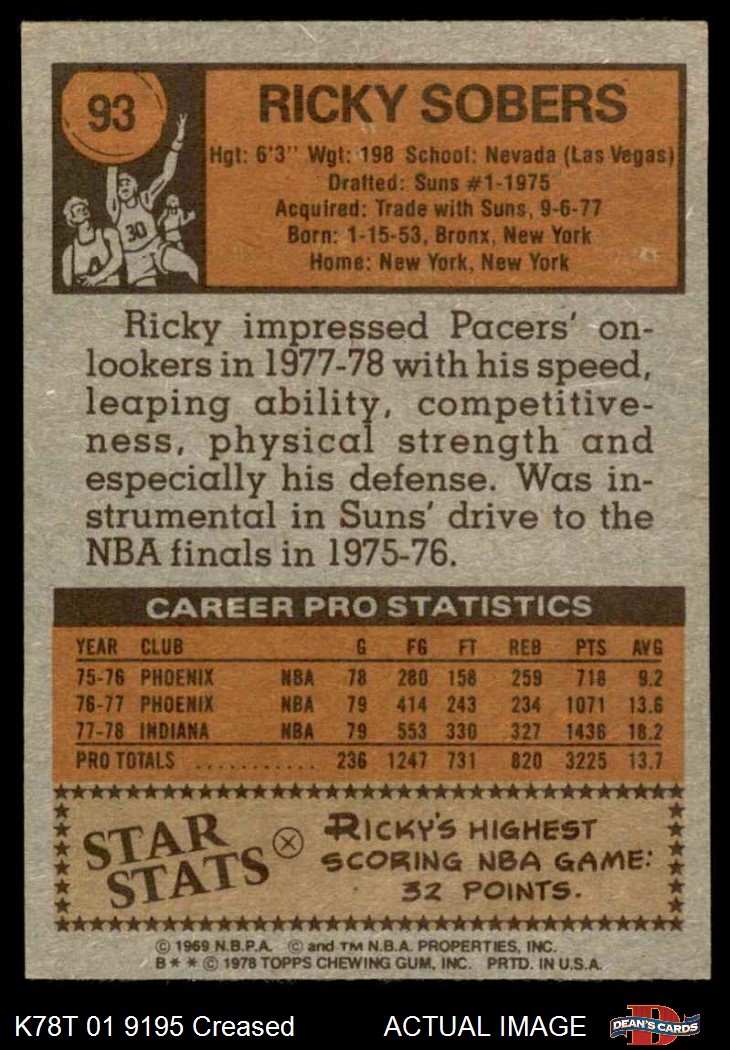 93
RICKY SOBERS
Hgt: 6'3" Wgt: 198 School: Nevada (Las Vegas)
Drafted: Suns #1-1975
Acquired: Trade with Suns, 9-6-77
Born: 1-15-53, Bronx, New York
Home: New York, New York
30
Ricky impressed Pacers' on-
lookers in 1977-78 with his speed,
leaping ability, competitive-
ness, physical strength and
especially his defense. Was in-
strumental in Suns' drive to the
NBA finals in 1975-76.
CAREER PRO STATISTICS
YEAR CLUB G FG FT REB PTS AVG
75-76 PHOENIX NBA 78 280 158 259 718 9.2
76-77 PHOENIX NBA 79 414 243 234 1071 13.6
77-78 INDIANA NBA 79 553 330 327 1436 18.2
PRO TOTALS ........... 236 1247 731 820 3225 13.7
STAR
STATS
RICKY'S HIGHEST
SCORING NBA GAME:
32 POINTS.
© 1969 N.B.P.A. © and TM N.B.A. PROPERTIES, INC.
B * * © 1978 TOPPS CHEWING GUM, INC. PRTD. IN U.S.A.
K78T 01 9195 Creased ACTUAL IMAGE
D
DEAN'S CARDS